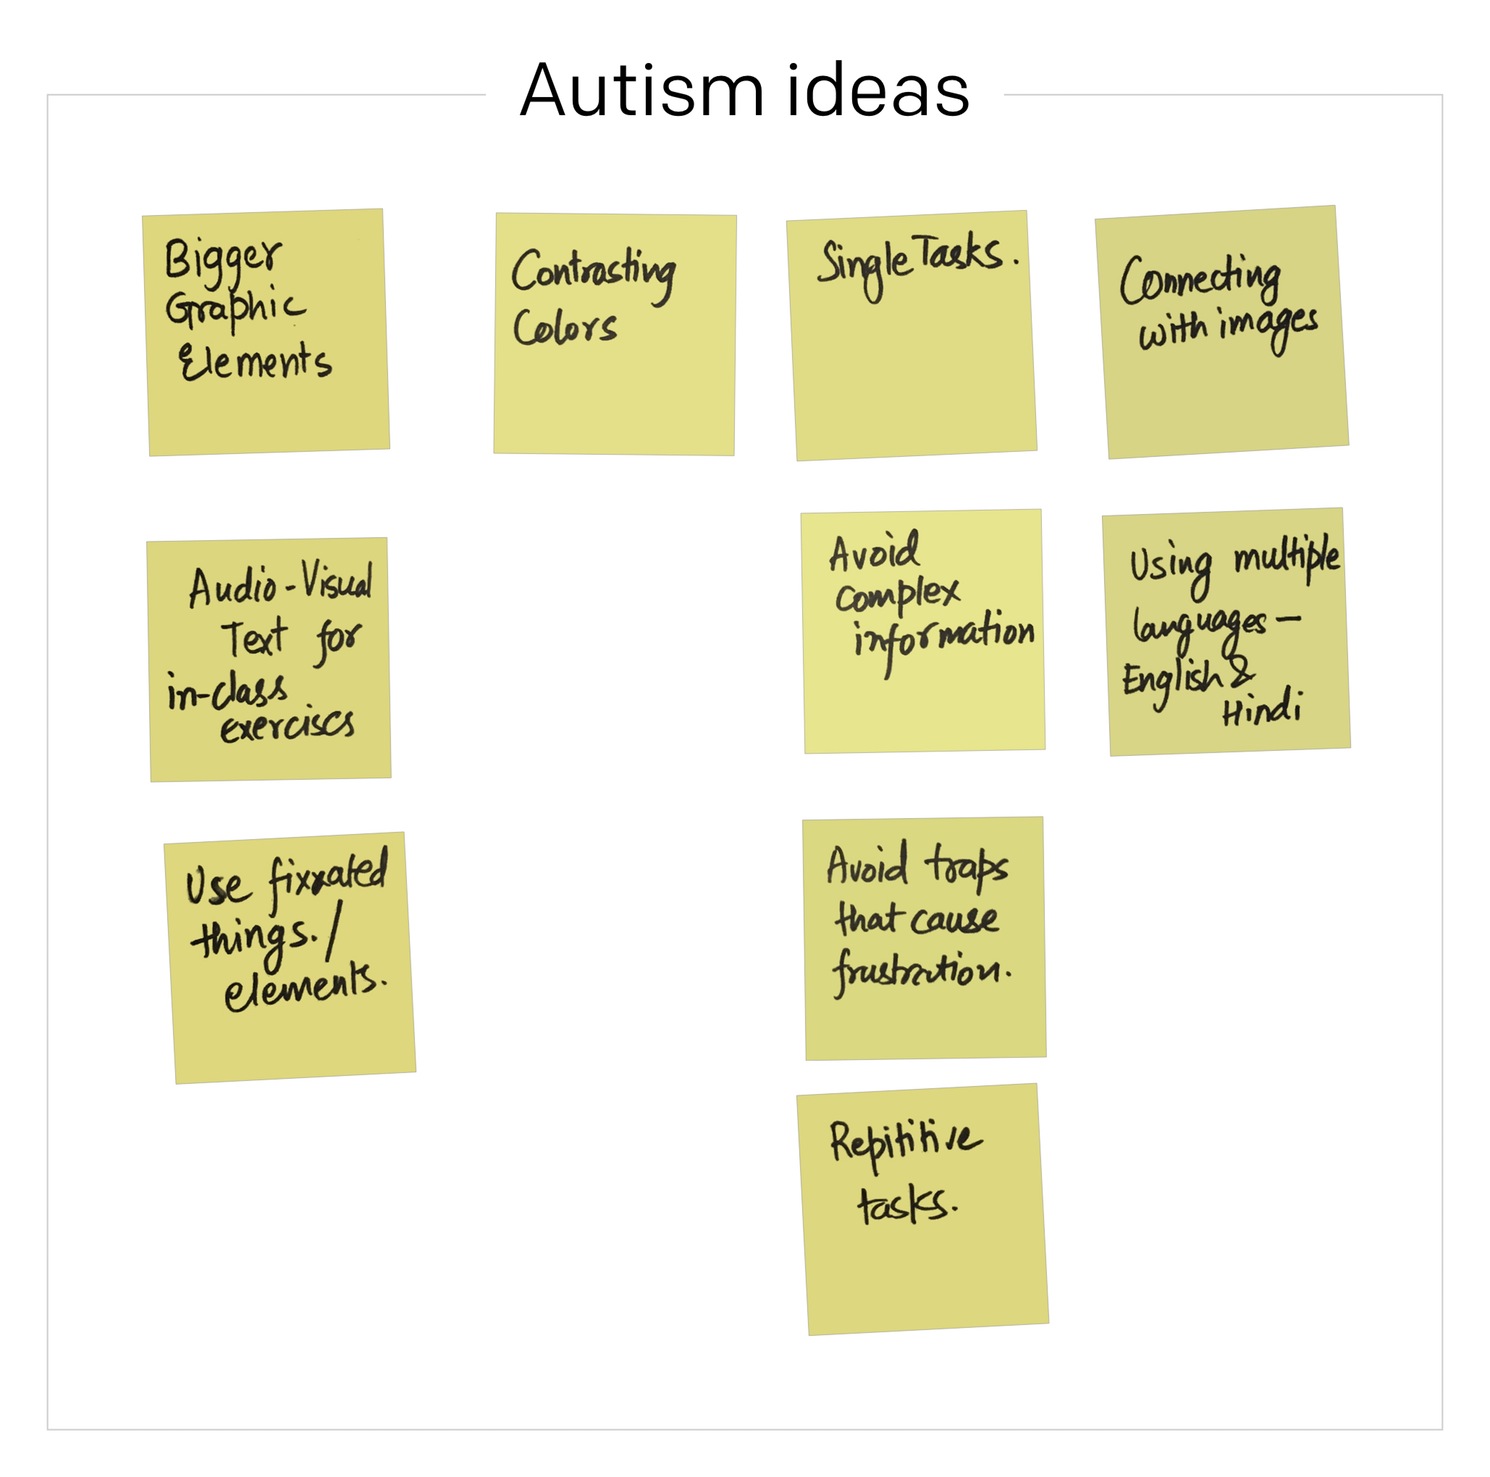 Autism ideas
Bigger
Graphic
Elements
Contrasting
Colors
Single Tasks.
Connecting
with images
Audio-Visual
Text for
in-class
exercises
Avoid
complex
information
Using multiple
languages –
English &
Hindi
Use fixxated
things./
elements.
Avoid traps
that cause
frustration.
Repititive
tasks.